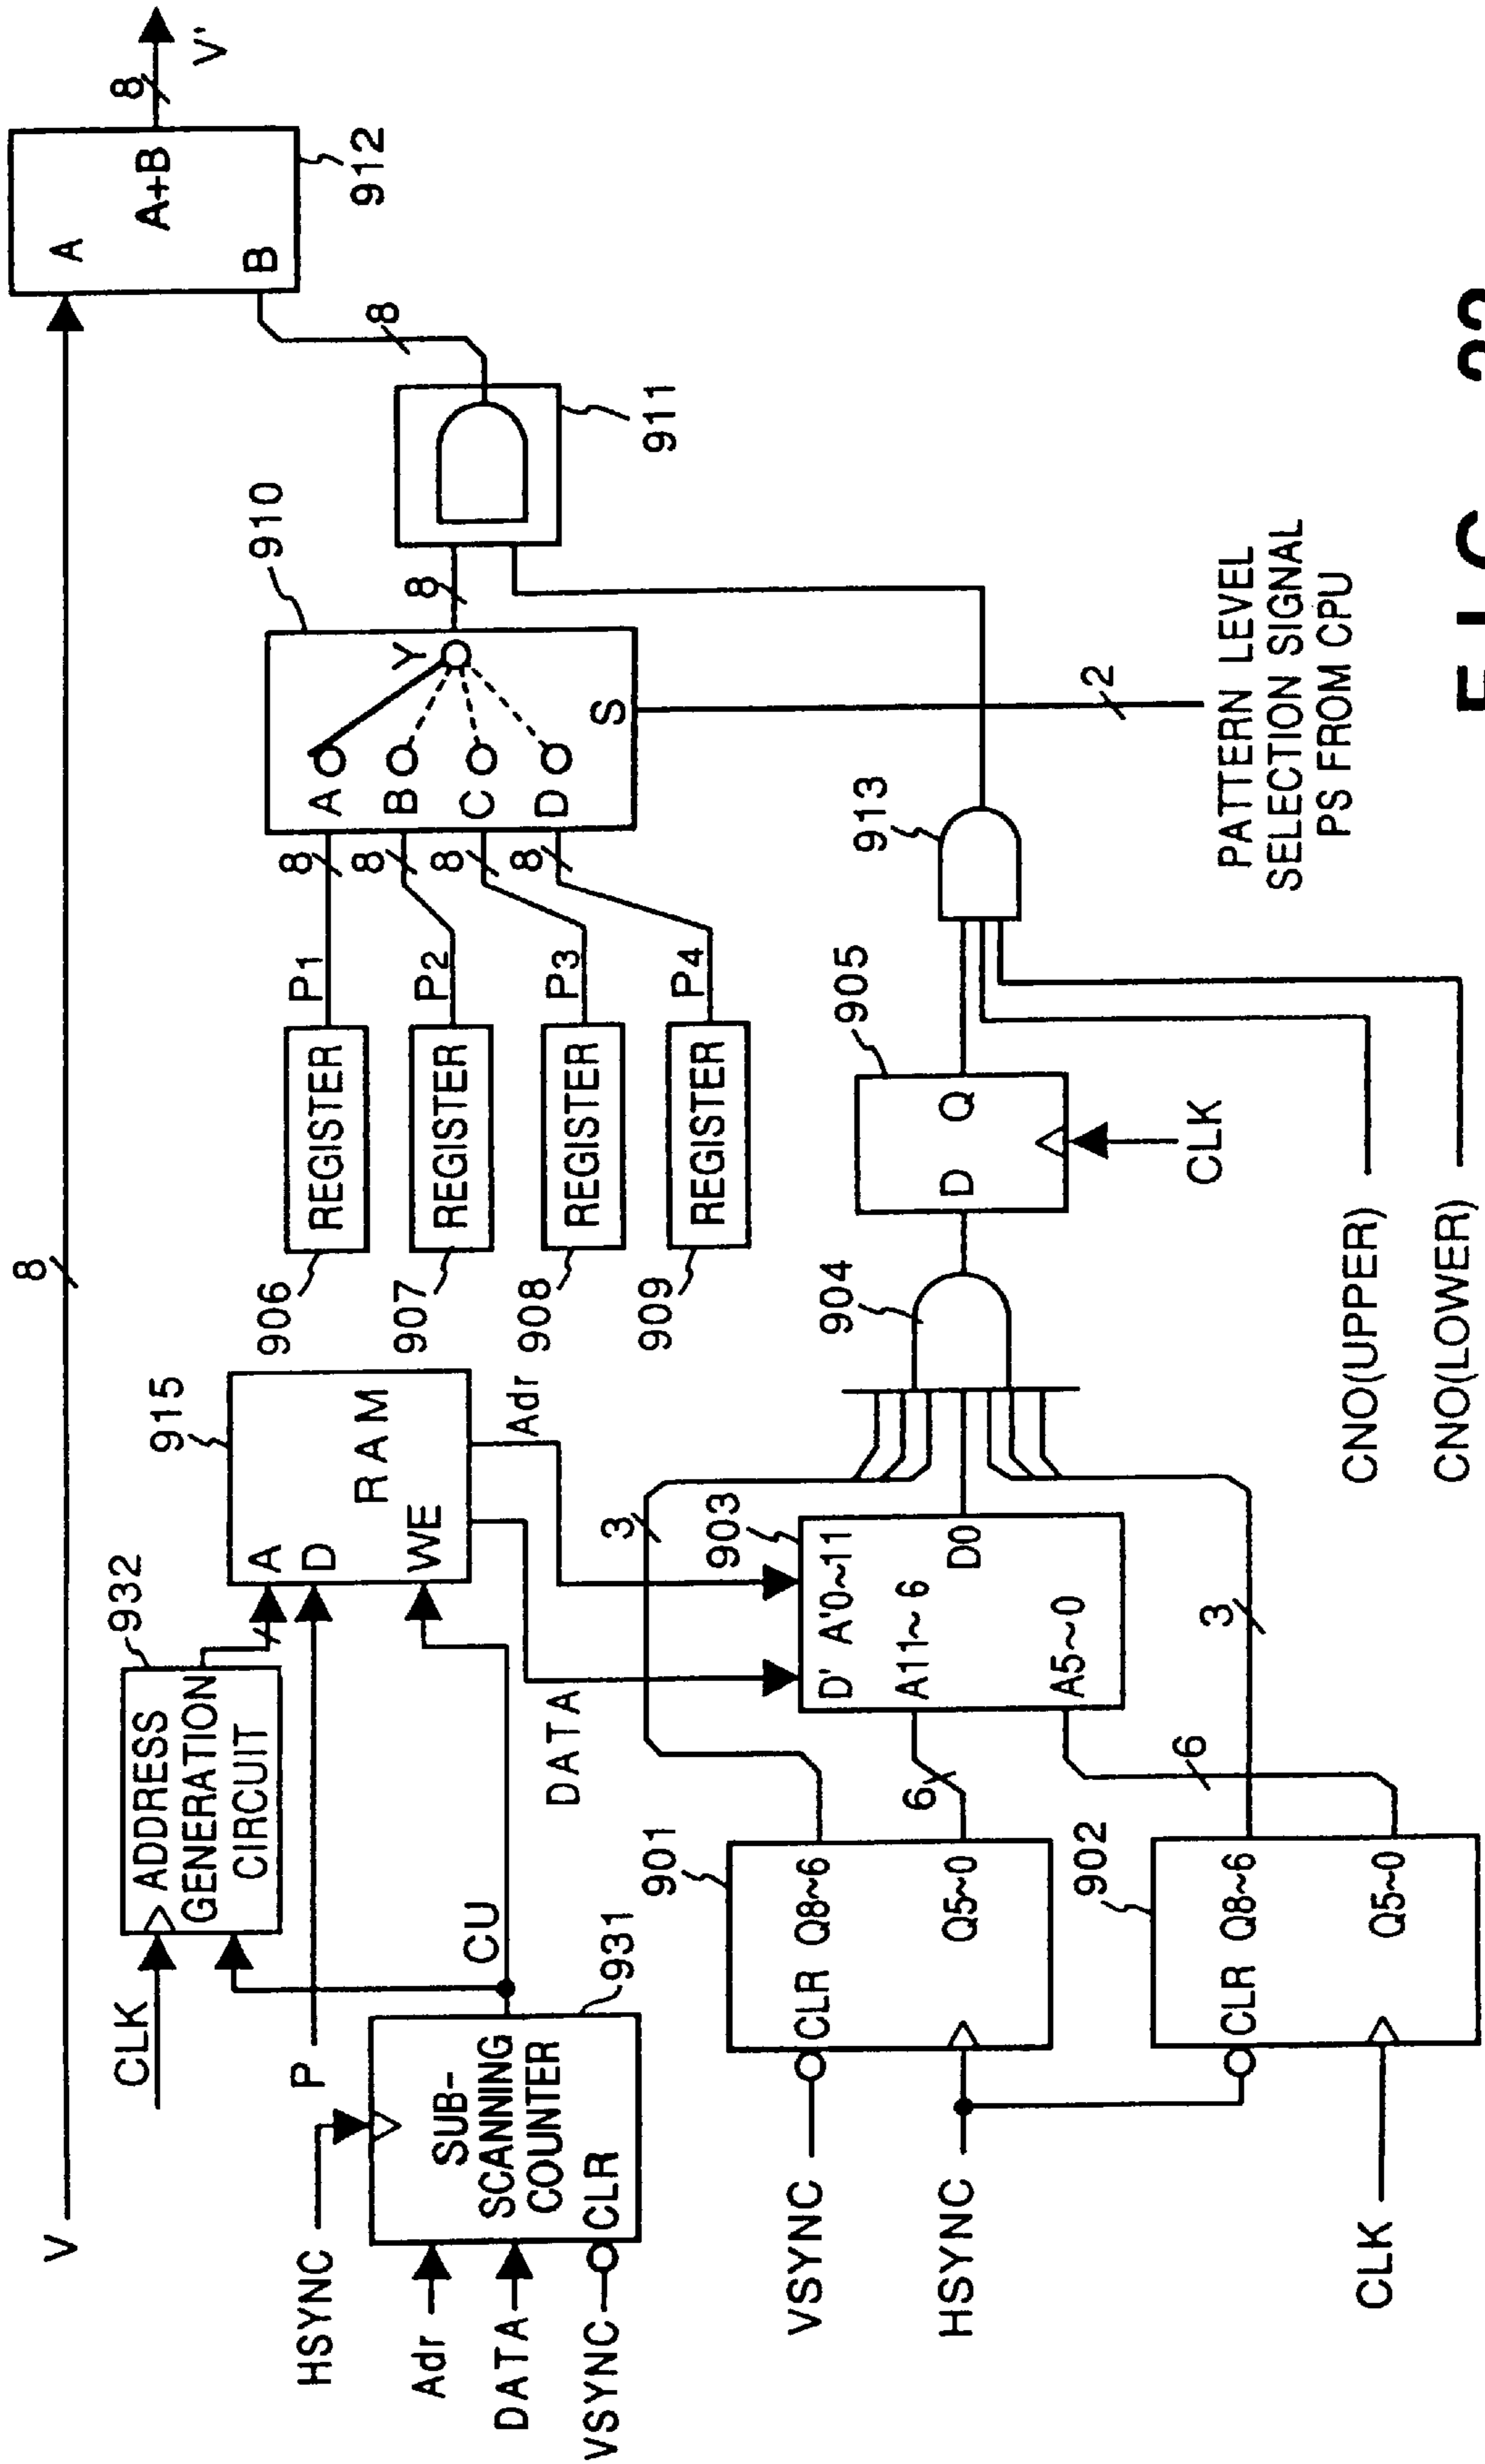 V
8
A
A+B
B
912
8
V'
CLK
ADDRESS
GENERATION
CIRCUIT
932
P
915
A
D
RAM
WE
HSYNC
Adr
DATA
VSYNC
SUB-
SCANNING
COUNTER
CLR
931
CU
DATA
Adr
906
REGISTER
P1
8
907
REGISTER
P2
8
908
REGISTER
P3
8
909
REGISTER
P4
8
910
A
B
C
D
Y
S
8
911
8
2
PATTERN LEVEL
SELECTION SIGNAL
PS FROM CPU
VSYNC
HSYNC
901
CLR Q8~6
Q5~0
3
6
903
D' A'0~11
A11~6
D0
A5~0
904
905
D Q
CLK
913
CLK
902
CLR Q8~6
Q5~0
3
6
CNO(UPPER)
CNO(LOWER)